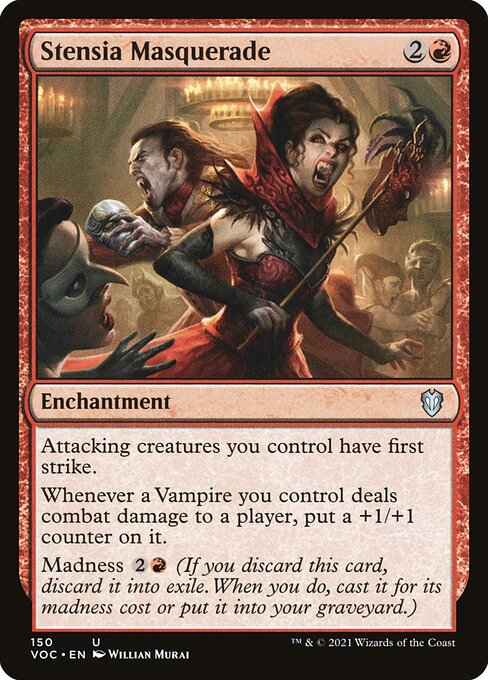 Stensia Masquerade 2
Enchantment
Attacking creatures you control have first
strike.
Whenever a Vampire you control deals
combat damage to a player, put a +1/+1
counter on it.
Madness 2 (If you discard this card,
discard it into exile. When you do, cast it for its
madness cost or put it into your graveyard.)
150 U
VOC • EN Willian Murai
™ & © 2021 Wizards of the Coast